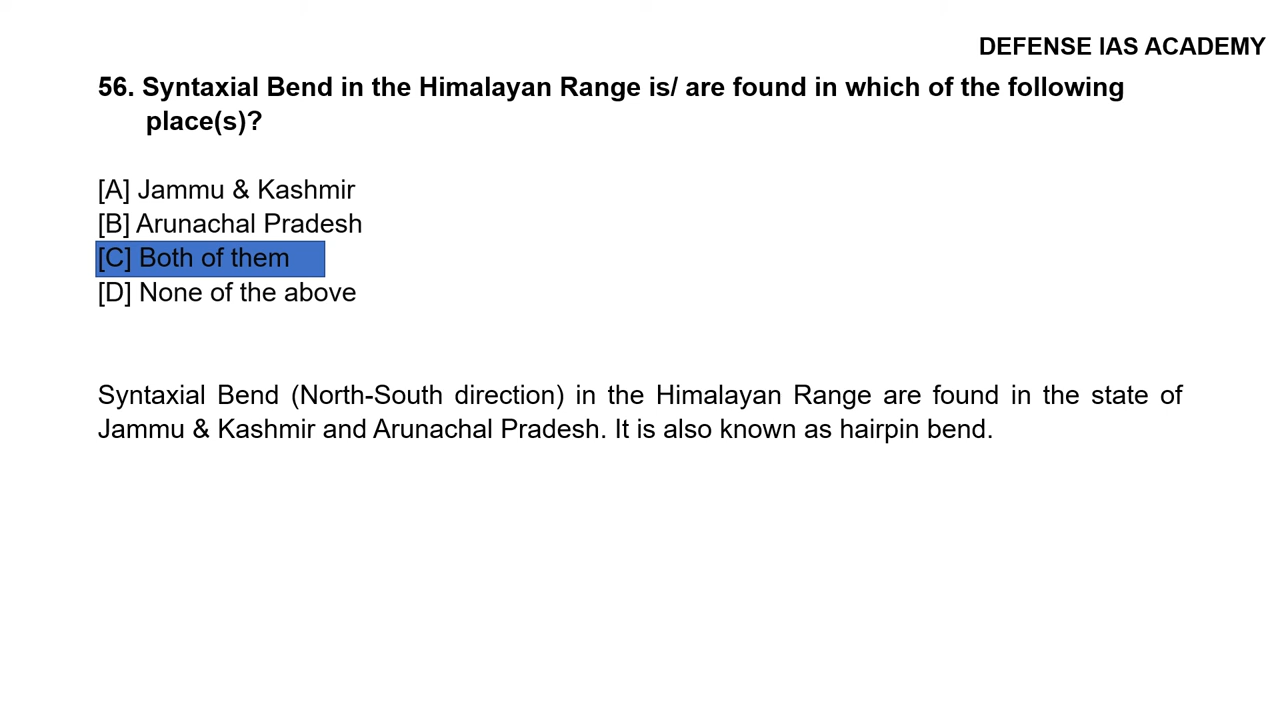 DEFENSE IAS ACADEMY
56. Syntaxial Bend in the Himalayan Range is/ are found in which of the following
place(s)?
[A] Jammu & Kashmir
[B] Arunachal Pradesh
[C] Both of them
[D] None of the above
Syntaxial Bend (North-South direction) in the Himalayan Range are found in the state of
Jammu & Kashmir and Arunachal Pradesh. It is also known as hairpin bend.